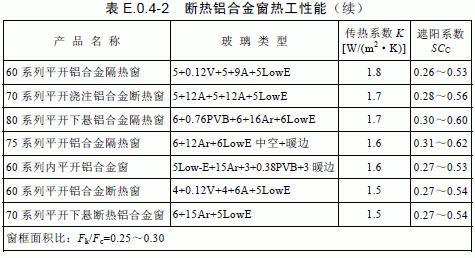 表 E.0.4-2 断热铝合金窗热工性能（续）
产 品 名 称 玻 璃 类 型 传热系数 K [W/(m²·K)] 遮阳系数 SCC
60 系列平开铝合金隔热窗 5+0.12V+5+9A+5LowE 1.8 0.26～0.53
70 系列平开浇注铝合金断热窗 5+12A+5+12A+5LowE 1.7 0.28～0.56
80 系列平开下悬铝合金隔热窗 6+0.76PVB+6+16Ar+6LowE 1.7 0.30～0.60
75 系列平开铝合金隔热窗 6+12Ar+6LowE 中空+暖边 1.6 0.31～0.62
60 系列内平开铝合金窗 5Low-E+15Ar+3+0.38PVB+3 暖边 1.6 0.27～0.53
60 系列平开铝合金断热窗 4+0.12V+4+6A+5LowE 1.5 0.27～0.54
70 系列平开下悬断热铝合金窗 6+15Ar+5LowE 1.5 0.27～0.54
窗框面积比：Fk/Fc=0.25～0.30